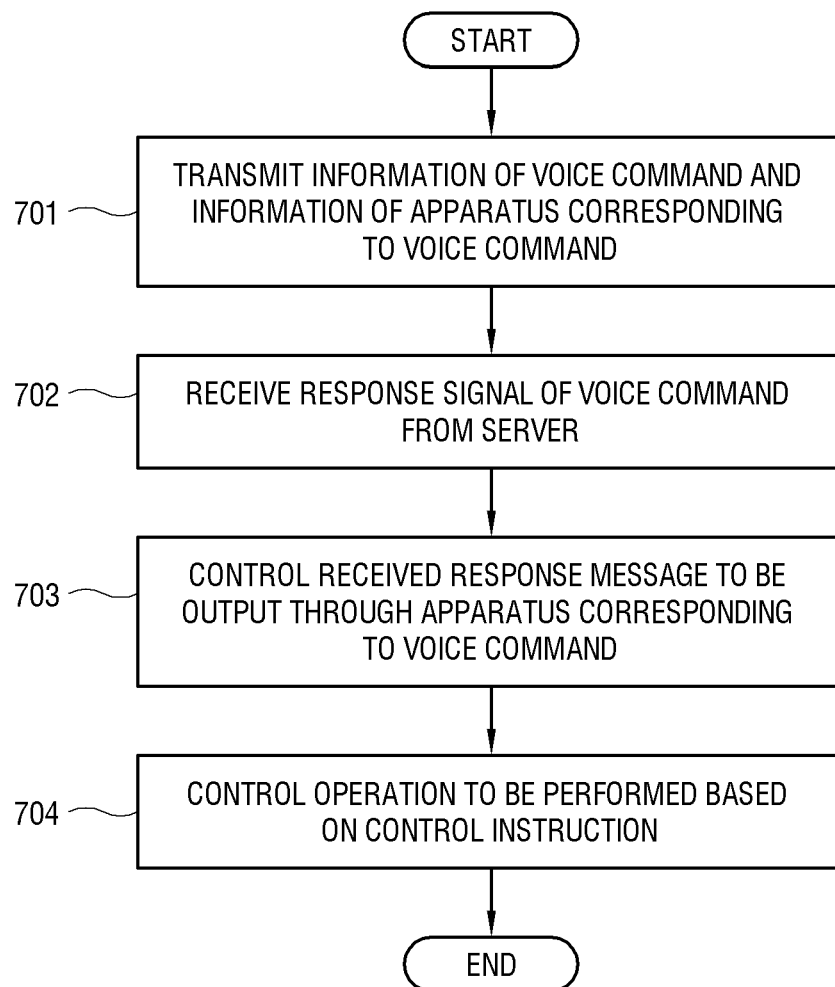 START
701
TRANSMIT INFORMATION OF VOICE COMMAND AND
INFORMATION OF APPARATUS CORRESPONDING
TO VOICE COMMAND
702
RECEIVE RESPONSE SIGNAL OF VOICE COMMAND
FROM SERVER
703
CONTROL RECEIVED RESPONSE MESSAGE TO BE
OUTPUT THROUGH APPARATUS CORRESPONDING
TO VOICE COMMAND
704
CONTROL OPERATION TO BE PERFORMED BASED
ON CONTROL INSTRUCTION
END